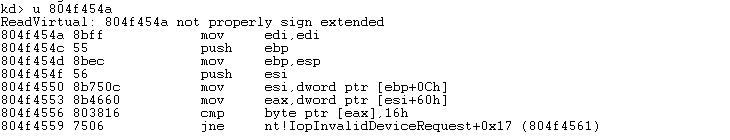 kd> u 804f454a
ReadVirtual: 804f454a not properly sign extended
804f454a 8bff            mov     edi,edi
804f454c 55              push    ebp
804f454d 8bec            mov     ebp,esp
804f454f 56              push    esi
804f4550 8b750c          mov     esi,dword ptr [ebp+0Ch]
804f4553 8b4660          mov     eax,dword ptr [esi+60h]
804f4556 803816          cmp     byte ptr [eax],16h
804f4559 7506            jne     nt!IopInvalidDeviceRequest+0x17 (804f4561)